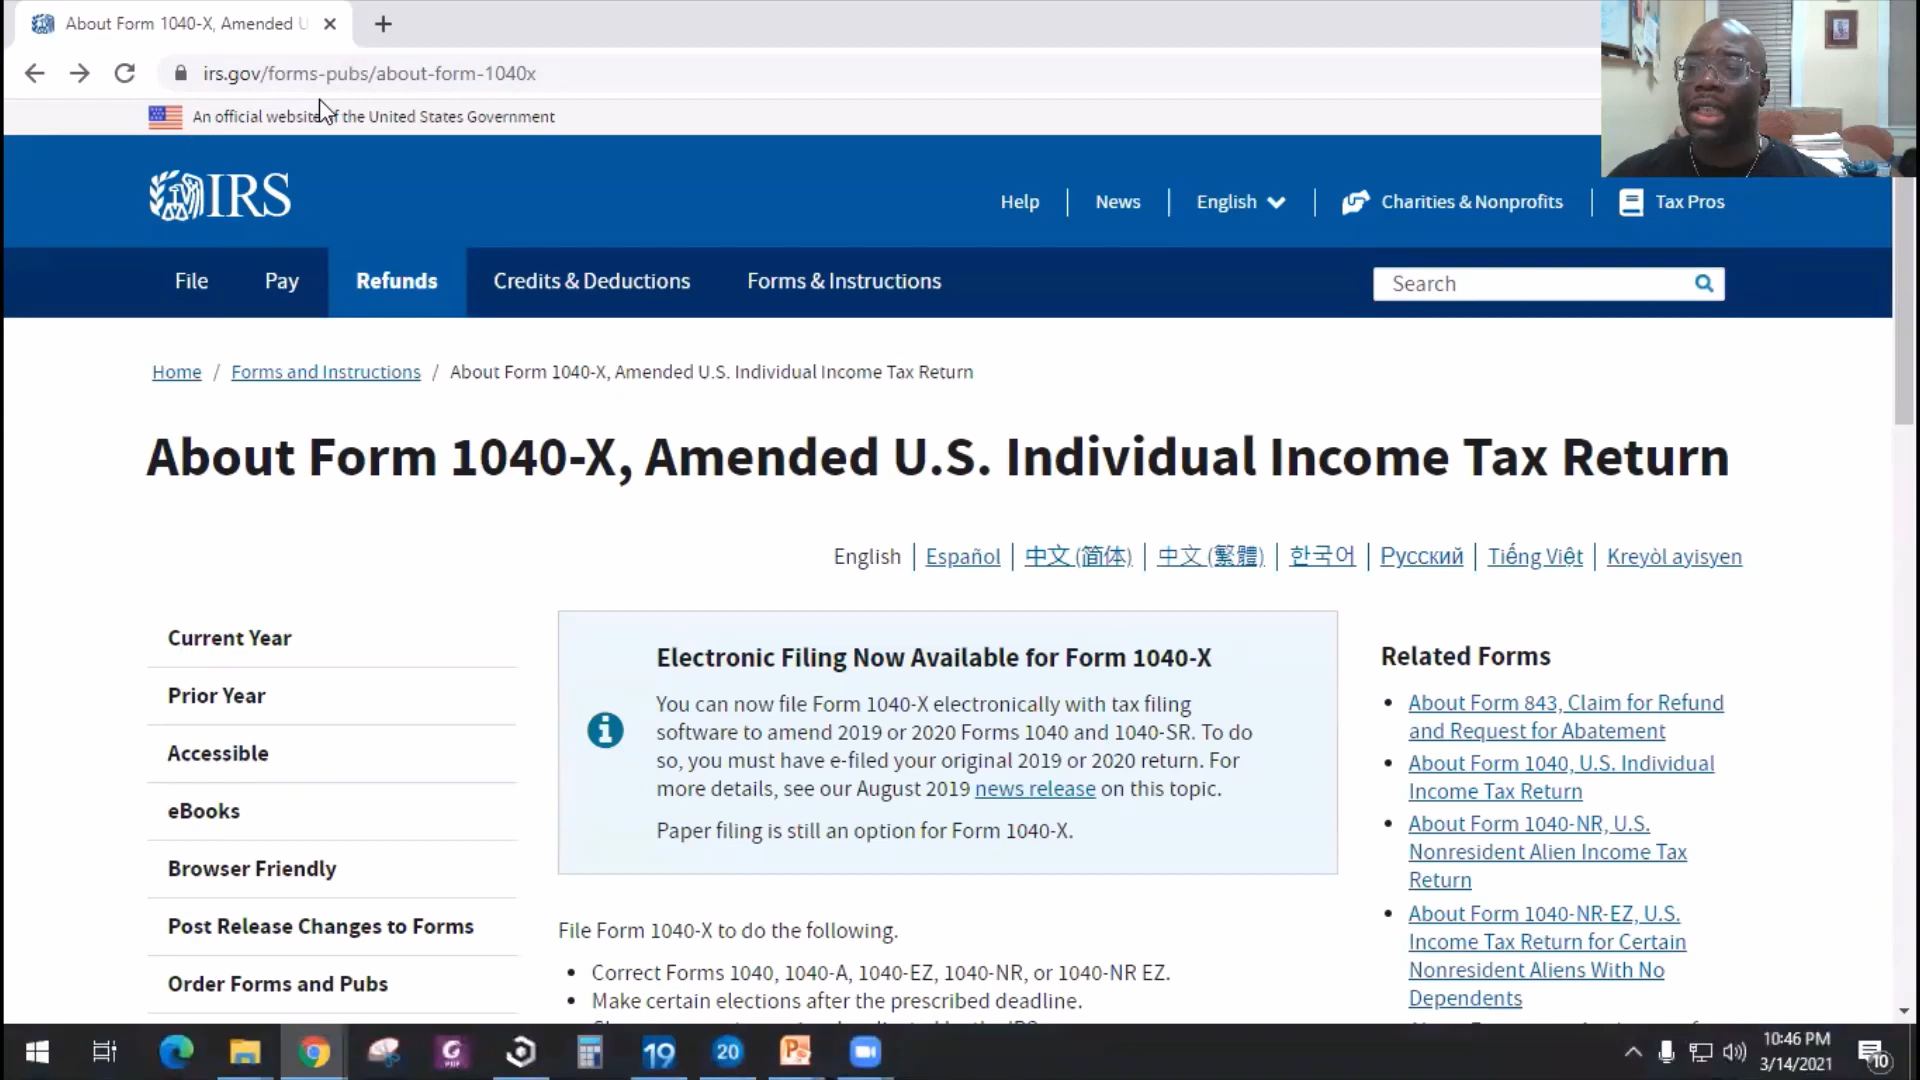 About Form 1040-X, Amended U
irs.gov/forms-pubs/about-form-1040x
An official website of the United States Government
IRS
Help
News
English
Charities & Nonprofits
Tax Pros
File
Pay
Refunds
Credits & Deductions
Forms & Instructions
Search
Home / Forms and Instructions / About Form 1040-X, Amended U.S. Individual Income Tax Return
About Form 1040-X, Amended U.S. Individual Income Tax Return
English | Español | 中文 (简体) | 中文 (繁體) | 한국어 | Русский | Tiếng Việt | Kreyòl ayisyen
Current Year
Prior Year
Accessible
eBooks
Browser Friendly
Post Release Changes to Forms
Order Forms and Pubs
Electronic Filing Now Available for Form 1040-X
You can now file Form 1040-X electronically with tax filing
software to amend 2019 or 2020 Forms 1040 and 1040-SR. To do
so, you must have e-filed your original 2019 or 2020 return. For
more details, see our August 2019 news release on this topic.
Paper filing is still an option for Form 1040-X.
File Form 1040-X to do the following.
• Correct Forms 1040, 1040-A, 1040-EZ, 1040-NR, or 1040-NR EZ.
• Make certain elections after the prescribed deadline.
Related Forms
• About Form 843, Claim for Refund
and Request for Abatement
• About Form 1040, U.S. Individual
Income Tax Return
• About Form 1040-NR, U.S.
Nonresident Alien Income Tax
Return
• About Form 1040-NR-EZ, U.S.
Income Tax Return for Certain
Nonresident Aliens With No
Dependents
19
20
10:46 PM
3/14/2021
10